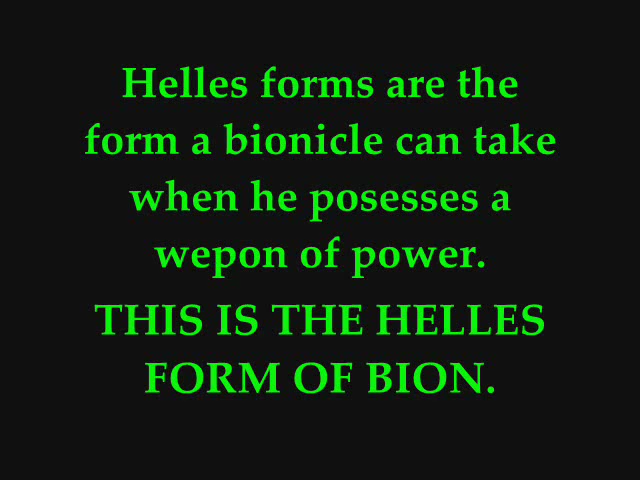 Helles forms are the
form a bionicle can take
when he posesses a
wepon of power.
THIS IS THE HELLES
FORM OF BION.